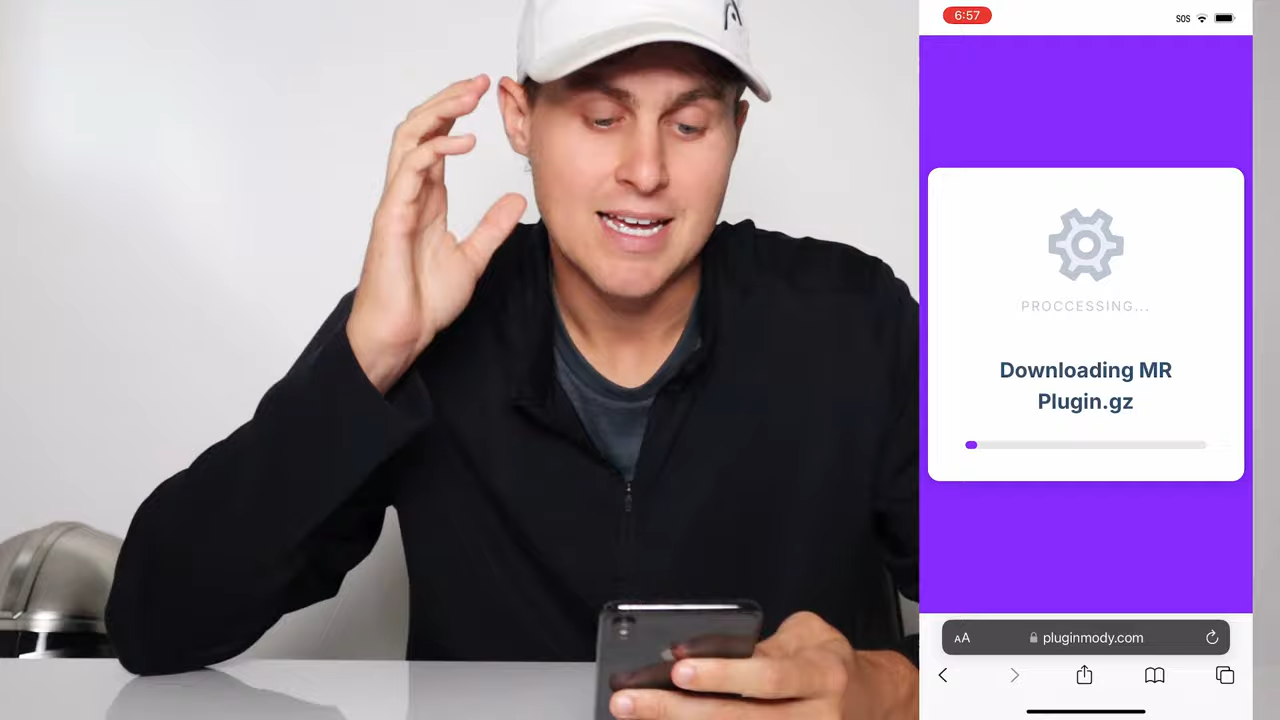 6:57
SOS
PROCCESSING...
Downloading MR
Plugin.gz
AA
pluginmody.com